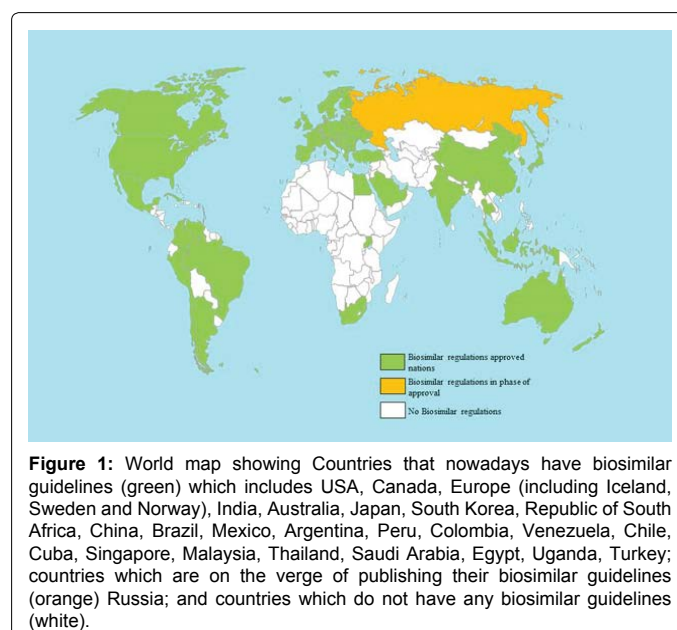 Biosimilar regulations approved
nations
Biosimilar regulations in phase of
approval
No Biosimilar regulations
Figure 1: World map showing Countries that nowadays have biosimilar
guidelines (green) which includes USA, Canada, Europe (including Iceland,
Sweden and Norway), India, Australia, Japan, South Korea, Republic of South
Africa, China, Brazil, Mexico, Argentina, Peru, Colombia, Venezuela, Chile,
Cuba, Singapore, Malaysia, Thailand, Saudi Arabia, Egypt, Uganda, Turkey;
countries which are on the verge of publishing their biosimilar guidelines
(orange) Russia; and countries which do not have any biosimilar guidelines
(white).